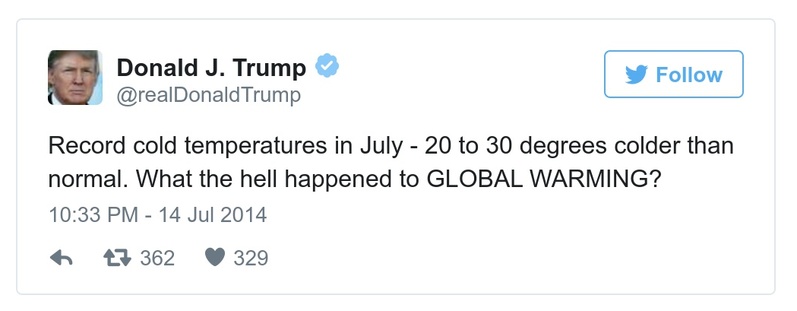 Donald J. Trump
@realDonaldTrump
Follow
Record cold temperatures in July - 20 to 30 degrees colder than
normal. What the hell happened to GLOBAL WARMING?
10:33 PM - 14 Jul 2014
362 329